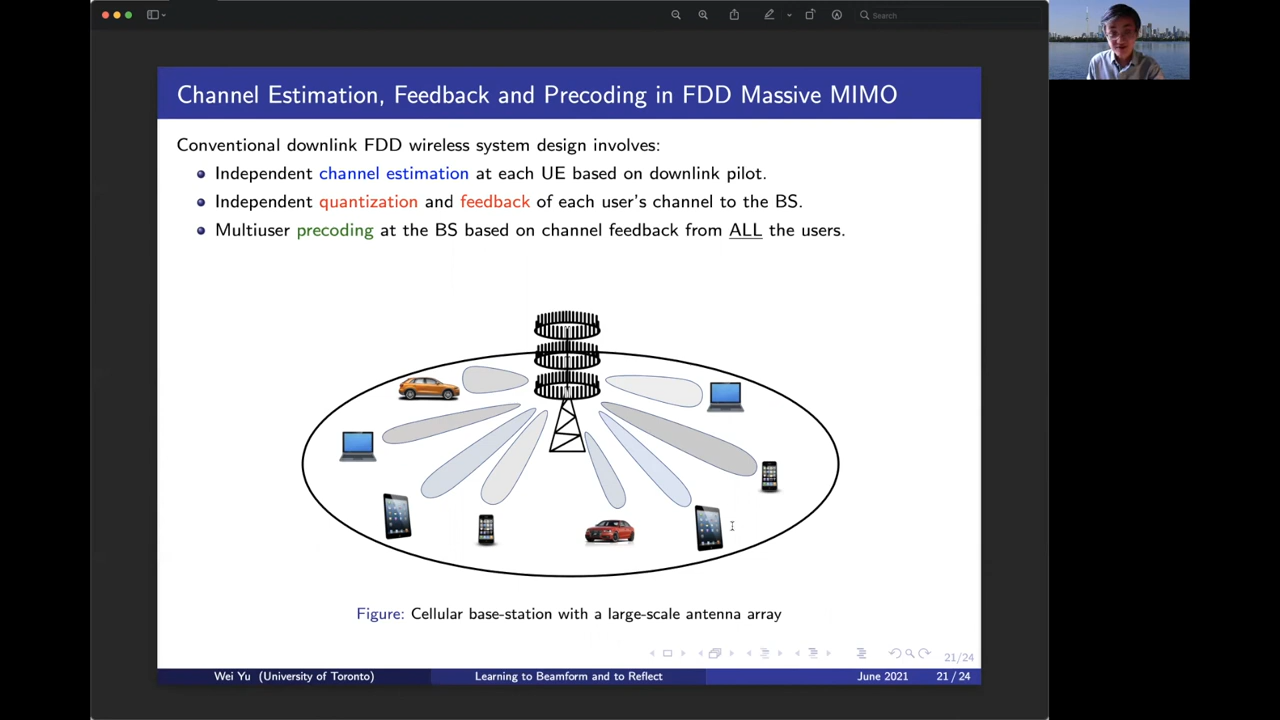 Search
Channel Estimation, Feedback and Precoding in FDD Massive MIMO
Conventional downlink FDD wireless system design involves:
Independent channel estimation at each UE based on downlink pilot.
Independent quantization and feedback of each user's channel to the BS.
Multiuser precoding at the BS based on channel feedback from ALL the users.
Figure: Cellular base-station with a large-scale antenna array
21/24
Wei Yu (University of Toronto) Learning to Beamform and to Reflect June 2021 21 / 24